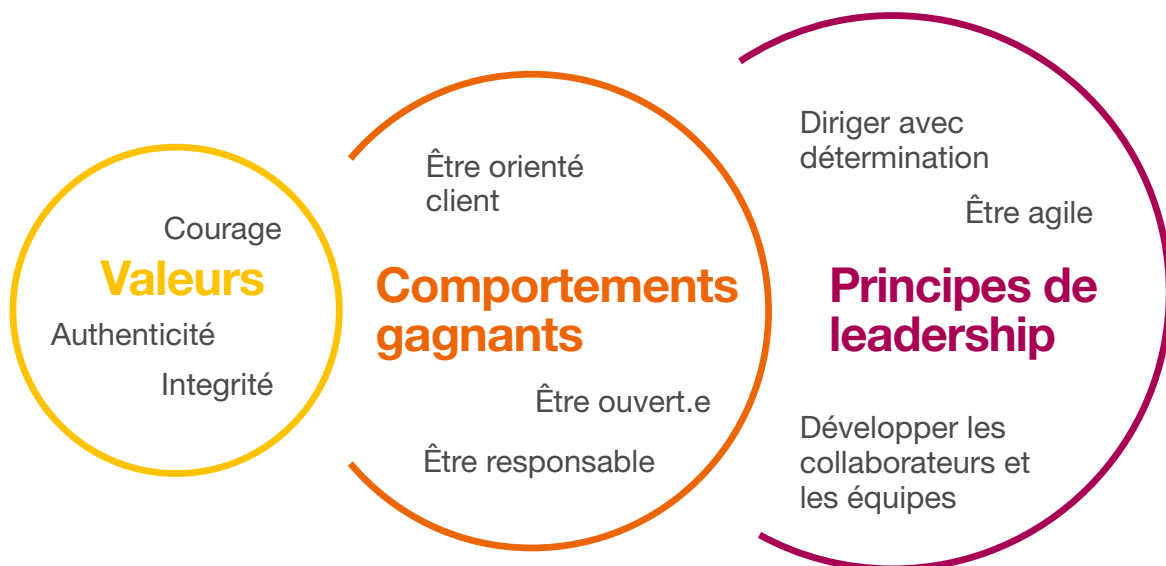 Courage
Valeurs
Authenticité
Integrité
Être orienté
client
Comportements
gagnants
Être ouvert.e
Être responsable
Diriger avec
détermination
Être agile
Principes de
leadership
Développer les
collaborateurs et
les équipes